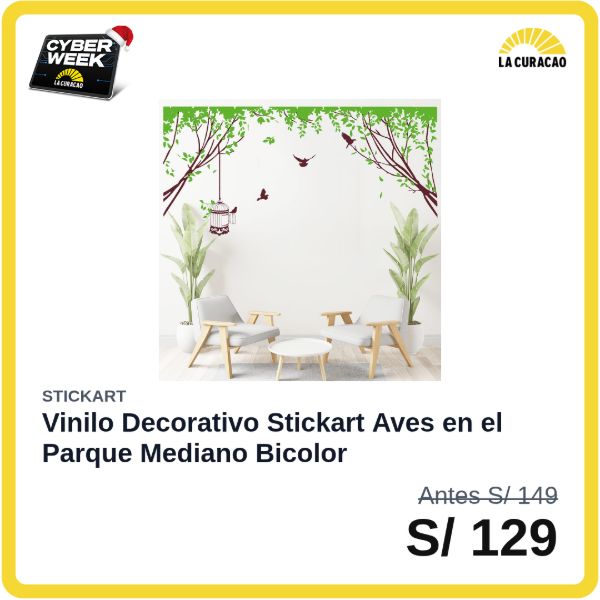 CYBER
WEEK
LA CURACAO
LA CURACAO
STICKART
Vinilo Decorativo Stickart Aves en el
Parque Mediano Bicolor
Antes S/ 149
S/ 129